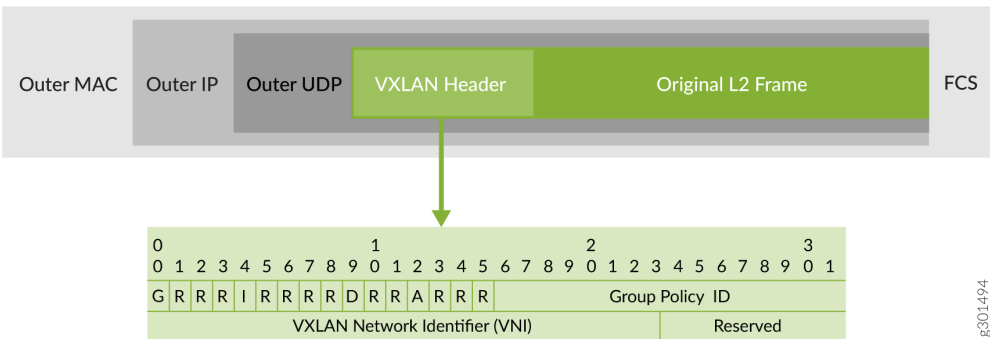 Outer MAC Outer IP Outer UDP VXLAN Header Original L2 Frame FCS
0 1 2 3
0 1 2 3 4 5 6 7 8 9 0 1 2 3 4 5 6 7 8 9 0 1 2 3 4 5 6 7 8 9 0 1
G R R R I R R R R D R R A R R R Group Policy ID
VXLAN Network Identifier (VNI) Reserved
g301494